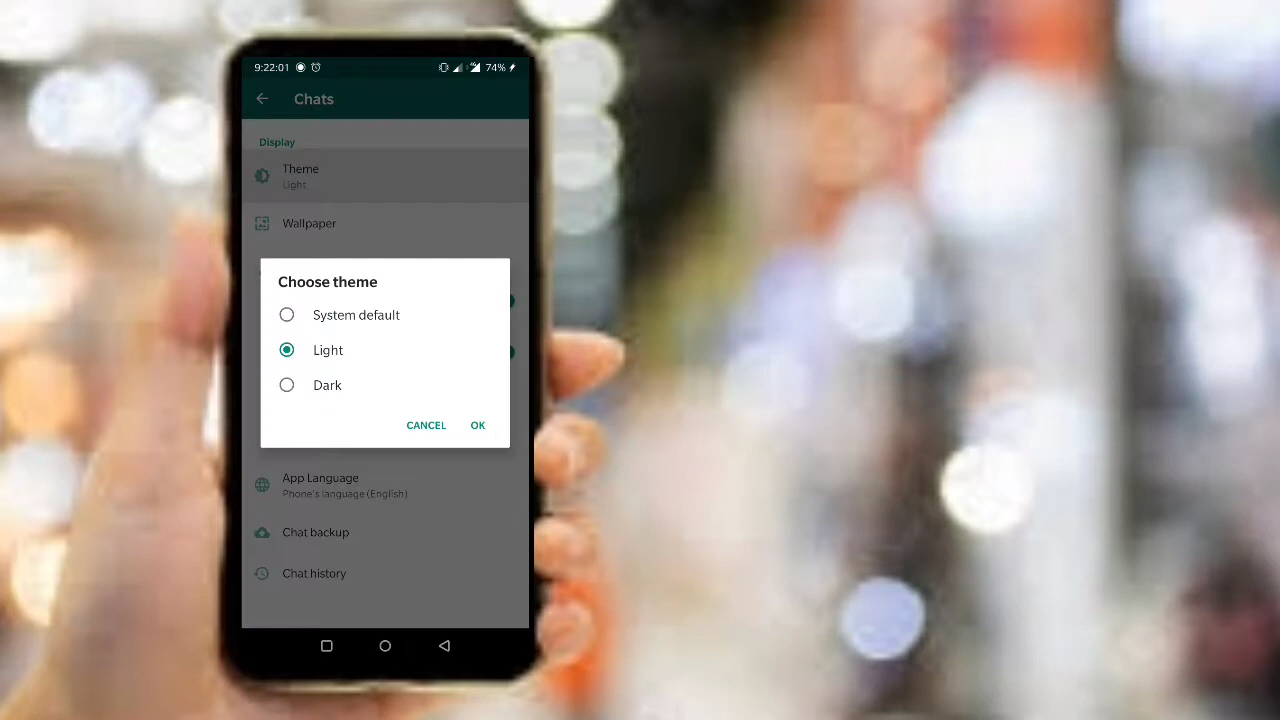 9:22:01 74%
Chats
Display
Theme
Light
Wallpaper
Choose theme
System default
Light
Dark
CANCEL OK
App Language
Phone's language (English)
Chat backup
Chat history